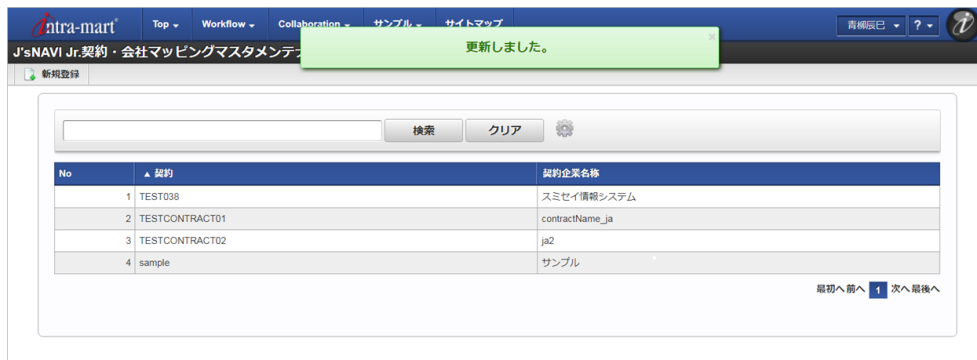 intra-mart Top Workflow Collaboration サンプル サイトマップ 青柳辰巳 ?
J'sNAVI Jr.契約・会社マッピングマスタメンテナ
更新しました。 ×
新規登録
検索 クリア
No ▲ 契約 契約企業名称
1 TEST038 スミセイ情報システム
2 TESTCONTRACT01 contractName_ja
3 TESTCONTRACT02 ja2
4 sample サンプル
最初へ 前へ 1 次へ 最後へ